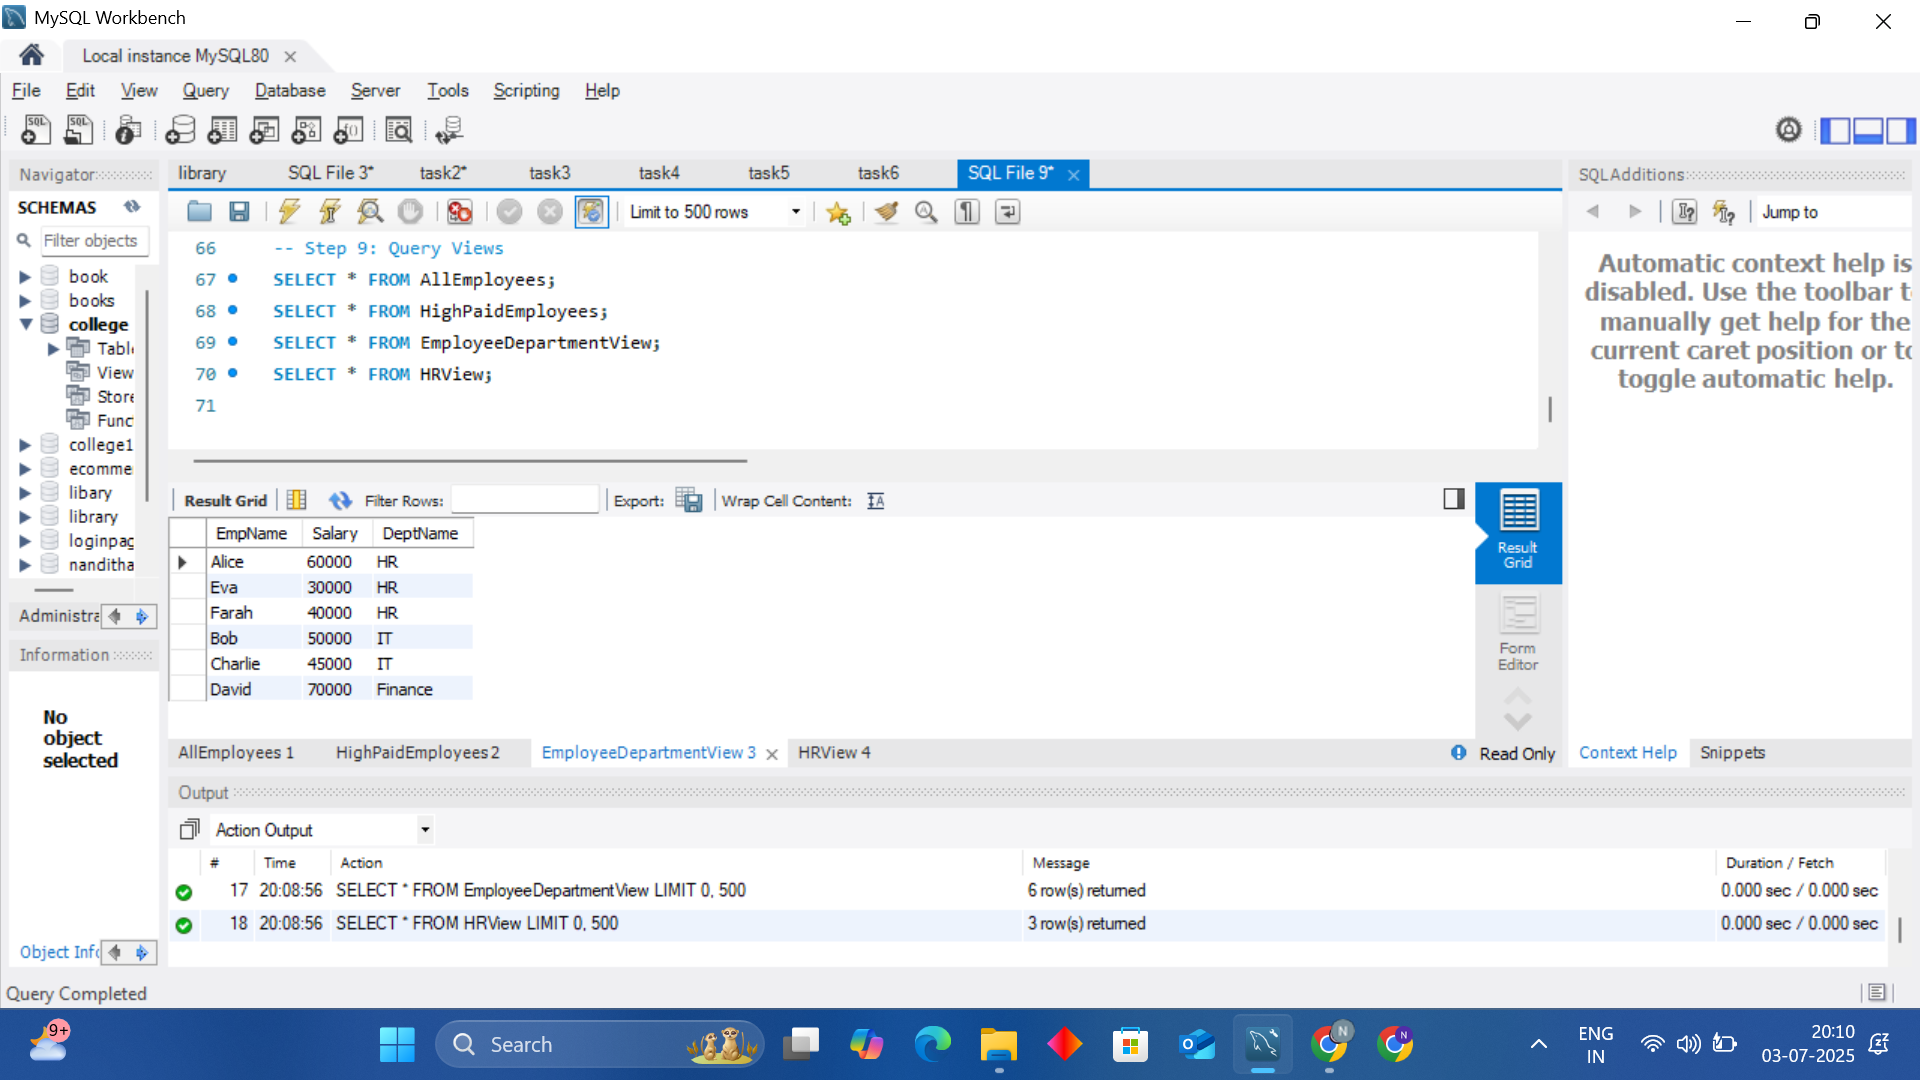 MySQL Workbench
Local instance MySQL80
File Edit View Query Database Server Tools Scripting Help
Navigator
library SQL File 3* task2* task3 task4 task5 task6 SQL File 9*
SQLAdditions
SCHEMAS
Limit to 500 rows
Jump to
Filter objects
book
books
college
Table
View
Store
Func
college1
ecomme
libary
library
loginpag
nanditha
66 -- Step 9: Query Views
67 SELECT * FROM AllEmployees;
68 SELECT * FROM HighPaidEmployees;
69 SELECT * FROM EmployeeDepartmentView;
70 SELECT * FROM HRView;
71
Automatic context help is
disabled. Use the toolbar t
manually get help for the
current caret position or to
toggle automatic help.
Result Grid Filter Rows: Export: Wrap Cell Content:
EmpName Salary DeptName
Alice 60000 HR
Eva 30000 HR
Farah 40000 HR
Bob 50000 IT
Charlie 45000 IT
David 70000 Finance
Result
Grid
Form
Editor
Administra
Information
No
object
selected
AllEmployees 1 HighPaidEmployees 2 EmployeeDepartmentView 3 HRView 4
Read Only
Context Help Snippets
Output
Action Output
# Time Action Message Duration / Fetch
17 20:08:56 SELECT * FROM EmployeeDepartmentView LIMIT 0, 500 6 row(s) returned 0.000 sec / 0.000 sec
18 20:08:56 SELECT * FROM HRView LIMIT 0, 500 3 row(s) returned 0.000 sec / 0.000 sec
Object Info
Query Completed
9+
Search
ENG
IN
20:10
03-07-2025